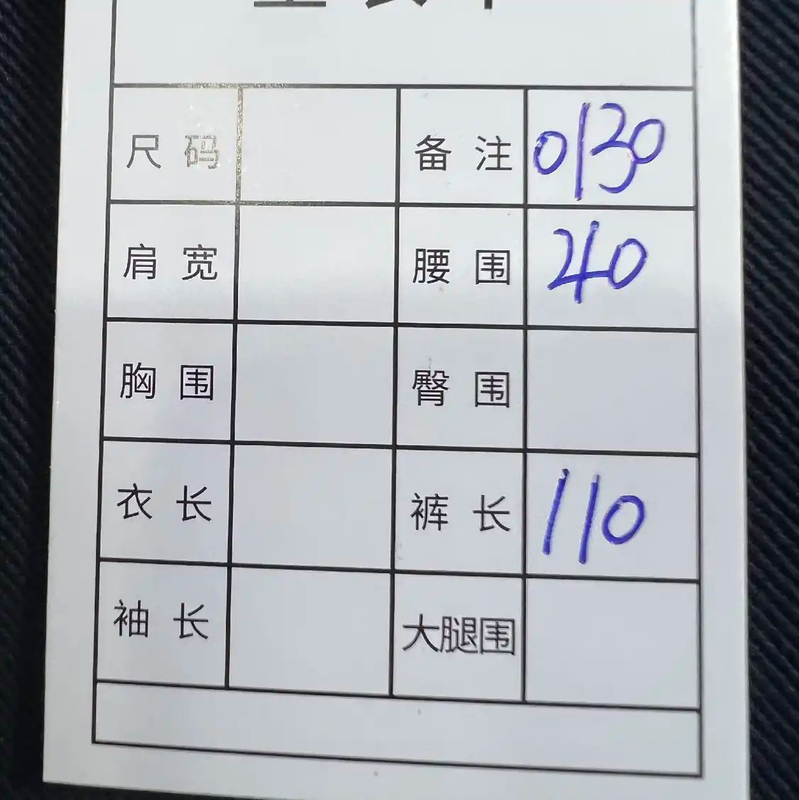 尺码 备注 0130
肩宽 腰围 40
胸围 臀围
衣长 裤长 110
袖长 大腿围